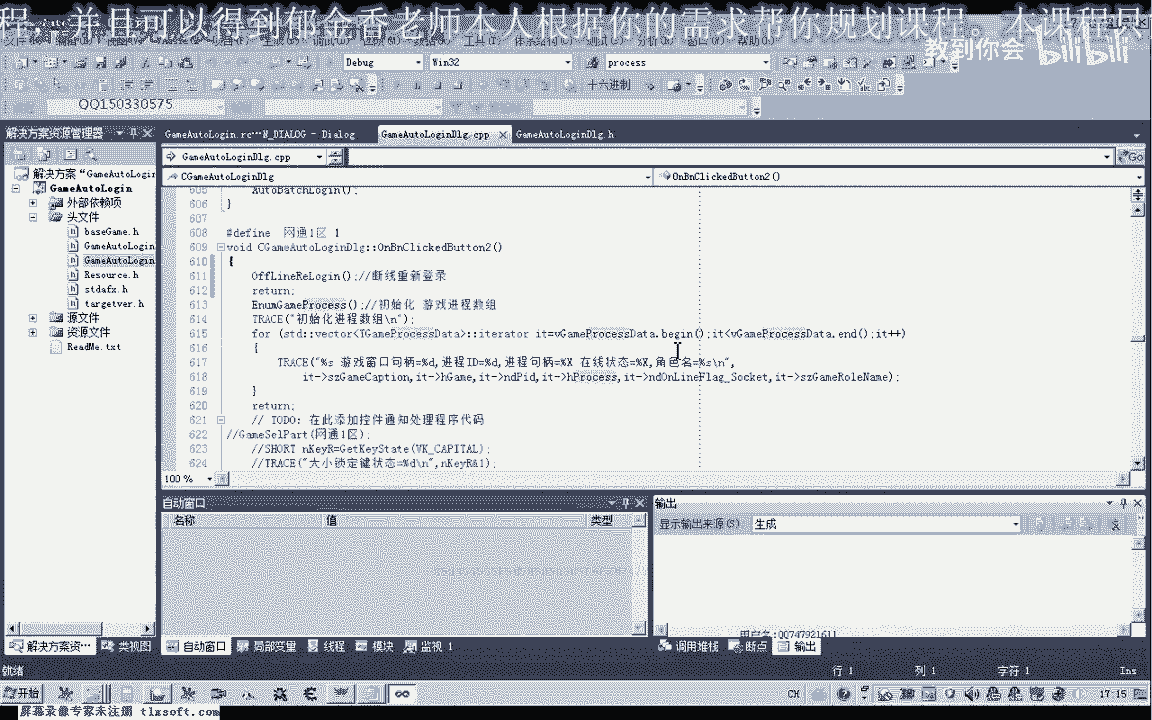 程，并且可以得到郁金香老师本人根据你的需求帮你规划课程。本课程具
教到你会 bilibili
Debug Win32 process
十六进制
QQ150330575
解决方案资源管理器
GameAutoLogin.rc…N_DIALOG - Dialog GameAutoLoginDlg.cpp GameAutoLoginDlg.h
GameAutoLoginDlg.cpp Go
CGameAutoLoginDlg OnBnClickedButton2()
解决方案“GameAutoLogin
GameAutoLogin
外部依赖项
头文件
baseGame.h
GameAutoLogin
GameAutoLogin
Resource.h
stdafx.h
targetver.h
源文件
资源文件
ReadMe.txt
605 AutoBatchLogin();
606 }
607
608 #define 网通1区 1
609 void CGameAutoLoginDlg::OnBnClickedButton2()
610 {
611 OffLineReLogin();//断线重新登录
612 return;
613 EnumGameProcess();//初始化 游戏进程数组
614 TRACE("初始化进程数组\n");
615 for (std::vector<TGameProcessData>::iterator it=vGameProcessData.begin();it<vGameProcessData.end();it++)
616 {
617 TRACE("%s 游戏窗口句柄=%d,进程ID=%d,进程句柄=%X 在线状态=%X,角色名=%s\n",
618 it->szGameCaption,it->hGame,it->ndPid,it->hProcess,it->ndOnLineFlag_Socket,it->szGameRoleName);
619 }
620 return;
621 // TODO: 在此添加控件通知处理程序代码
622 //GameSelPart(网通1区);
623 //SHORT nKeyR=GetKeyState(VK_CAPITAL);
624 //TRACE("大小锁定键状态=%d\n",nKeyR&1);
100 %
自动窗口
名称 值 类型
输出
显示输出来源(S): 生成
解决方案资… 类视图
自动窗口 局部变量 线程 模块 监视 1
调用堆栈 断点 输出
就绪 行 1 列 1 字符 1 Ins
开始 CH 17:15
屏幕录像专家未注册 tlxsoft.com